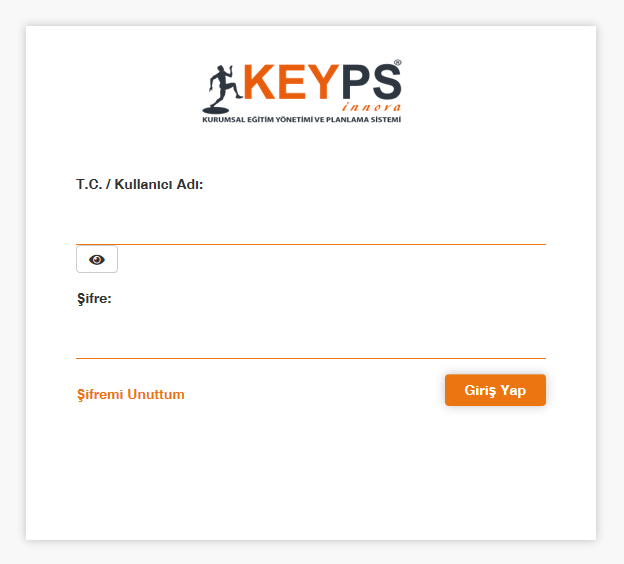 KEYPS®
innova
KURUMSAL EĞİTİM YÖNETİMİ VE PLANLAMA SİSTEMİ
T.C. / Kullanıcı Adı:
Şifre:
Şifremi Unuttum
Giriş Yap